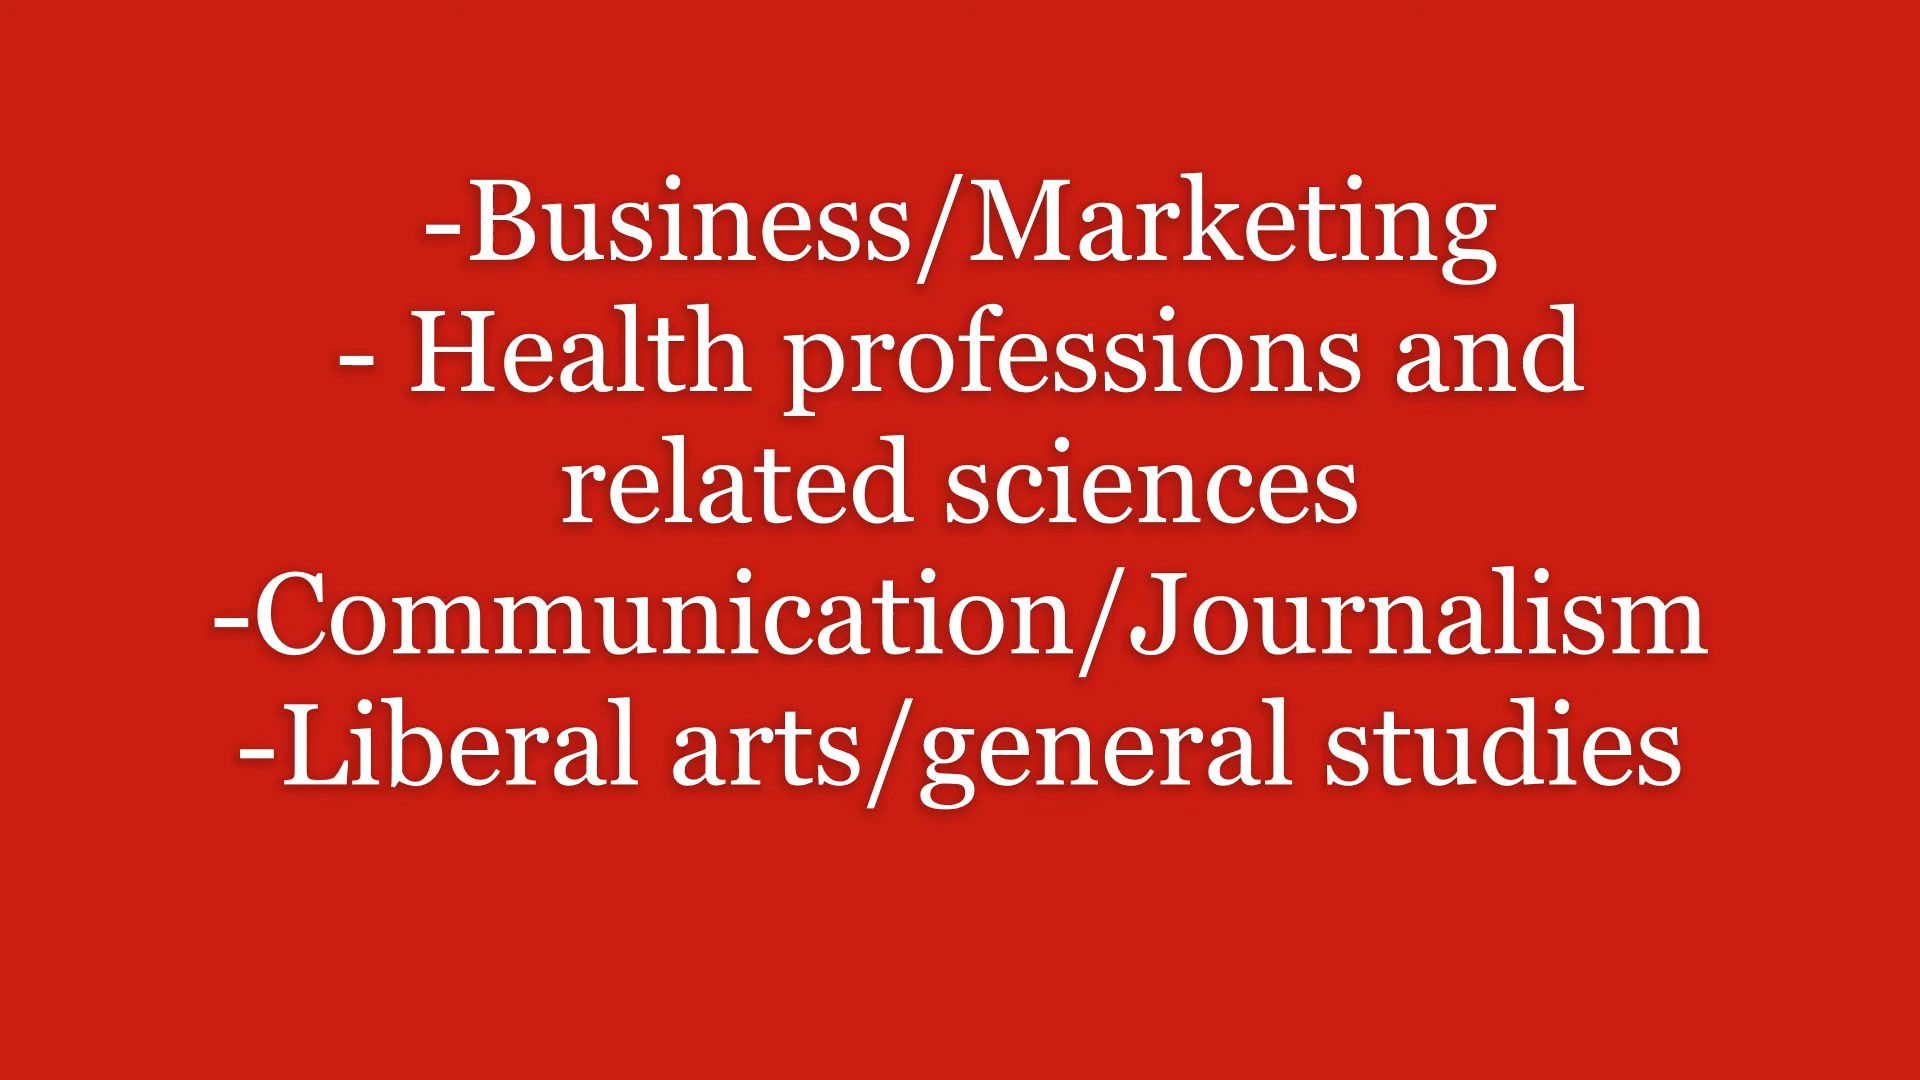 -Business/Marketing
- Health professions and
related sciences
-Communication/Journalism
-Liberal arts/general studies